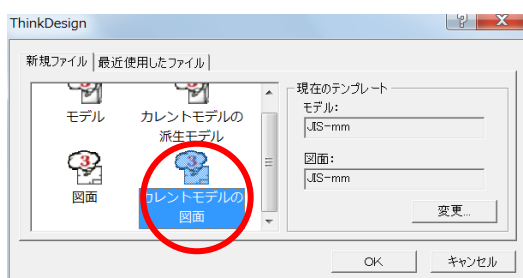 ThinkDesign
新規ファイル 最近使用したファイル
モデル
カレントモデルの
派生モデル
図面
カレントモデルの
図面
現在のテンプレート
モデル:
JIS-mm
図面:
JIS-mm
変更...
OK キャンセル